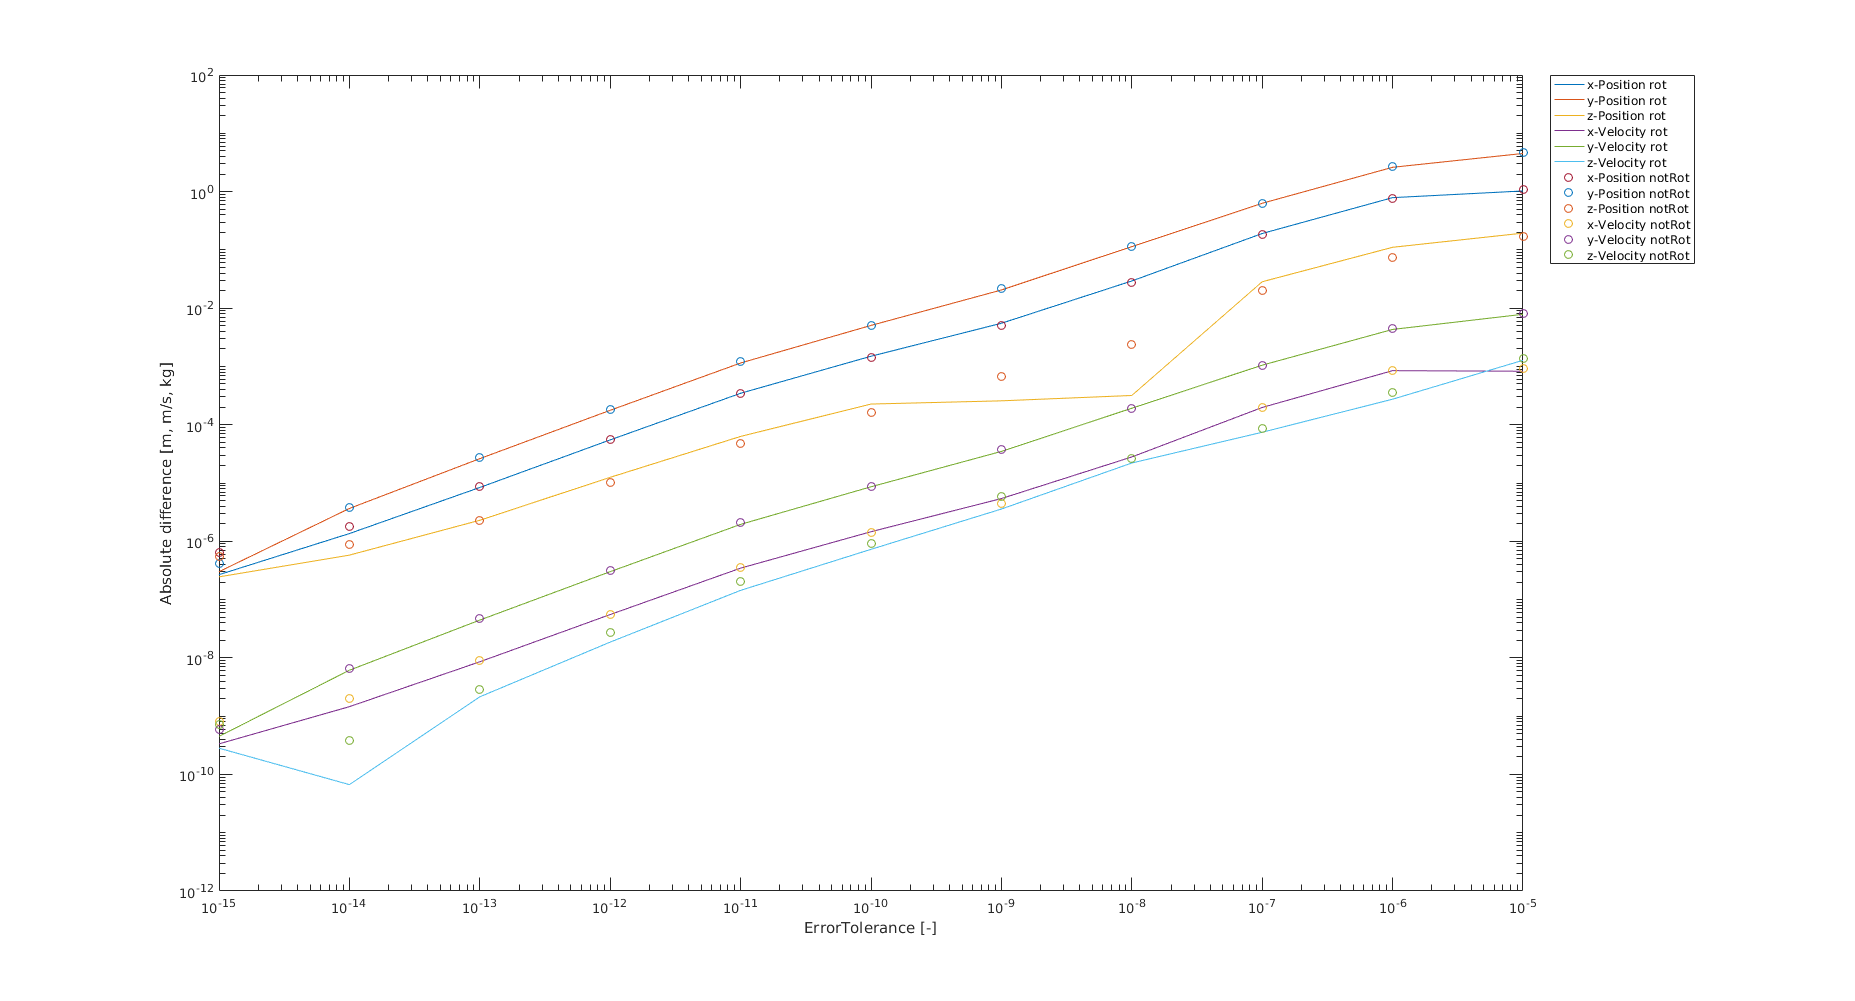 10^2
10^0
10^-2
10^-4
10^-6
10^-8
10^-10
10^-12
Absolute difference [m, m/s, kg]
10^-15 10^-14 10^-13 10^-12 10^-11 10^-10 10^-9 10^-8 10^-7 10^-6 10^-5
ErrorTolerance [-]
x-Position rot
y-Position rot
z-Position rot
x-Velocity rot
y-Velocity rot
z-Velocity rot
x-Position notRot
y-Position notRot
z-Position notRot
x-Velocity notRot
y-Velocity notRot
z-Velocity notRot